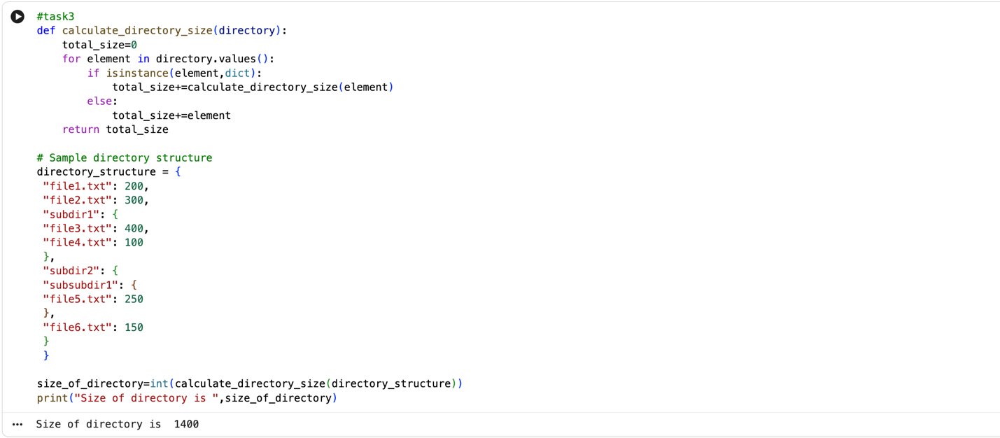 #task3
def calculate_directory_size(directory):
    total_size=0
    for element in directory.values():
        if isinstance(element,dict):
            total_size+=calculate_directory_size(element)
        else:
            total_size+=element
    return total_size

# Sample directory structure
directory_structure = {
 "file1.txt": 200,
 "file2.txt": 300,
 "subdir1": {
 "file3.txt": 400,
 "file4.txt": 100
 },
 "subdir2": {
 "subsubdir1": {
 "file5.txt": 250
 },
 "file6.txt": 150
 }
 }

size_of_directory=int(calculate_directory_size(directory_structure))
print("Size of directory is ",size_of_directory)
Size of directory is  1400